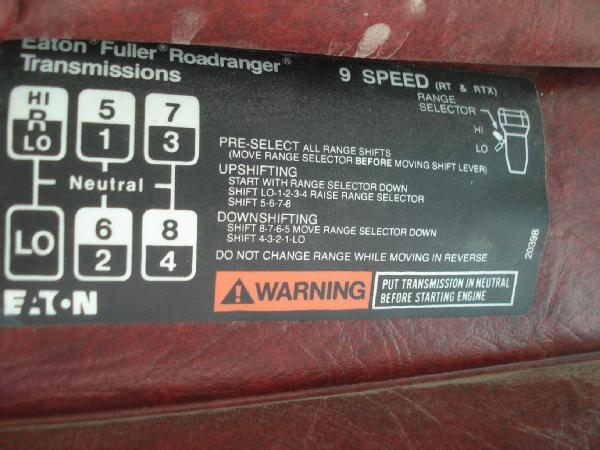 Eaton® Fuller® Roadranger®
Transmissions
9 SPEED (RT & RTX)
RANGE
SELECTOR
HI
LO
HI
R
LO
5
1
7
3
Neutral
LO
6
2
8
4
PRE-SELECT ALL RANGE SHIFTS
(MOVE RANGE SELECTOR BEFORE MOVING SHIFT LEVER)
UPSHIFTING
START WITH RANGE SELECTOR DOWN
SHIFT LO-1-2-3-4 RAISE RANGE SELECTOR
SHIFT 5-6-7-8
DOWNSHIFTING
SHIFT 8-7-6-5 MOVE RANGE SELECTOR DOWN
SHIFT 4-3-2-1-LO
DO NOT CHANGE RANGE WHILE MOVING IN REVERSE
20398
EATON
WARNING
PUT TRANSMISSION IN NEUTRAL
BEFORE STARTING ENGINE